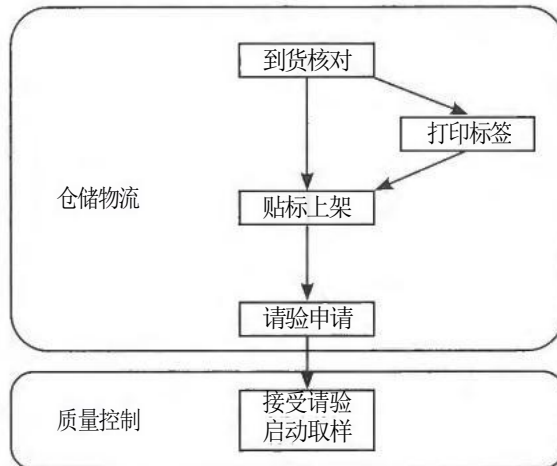 到货核对
打印标签
仓储物流
贴标上架
请验申请
质量控制
接受请验
启动取样